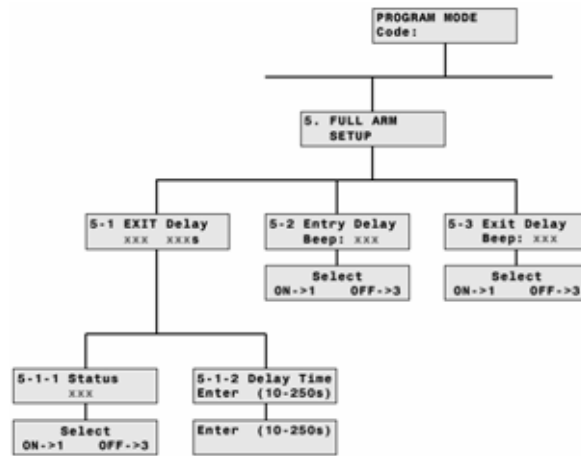 PROGRAM MODE
Code:
5. FULL ARM
SETUP
5-1 EXIT Delay
xxx xxxs
5-2 Entry Delay
Beep: xxx
5-3 Exit Delay
Beep: xxx
Select
ON->1 OFF->3
Select
ON->1 OFF->3
5-1-1 Status
xxx
5-1-2 Delay Time
Enter (10-250s)
Select
ON->1 OFF->3
Enter (10-250s)